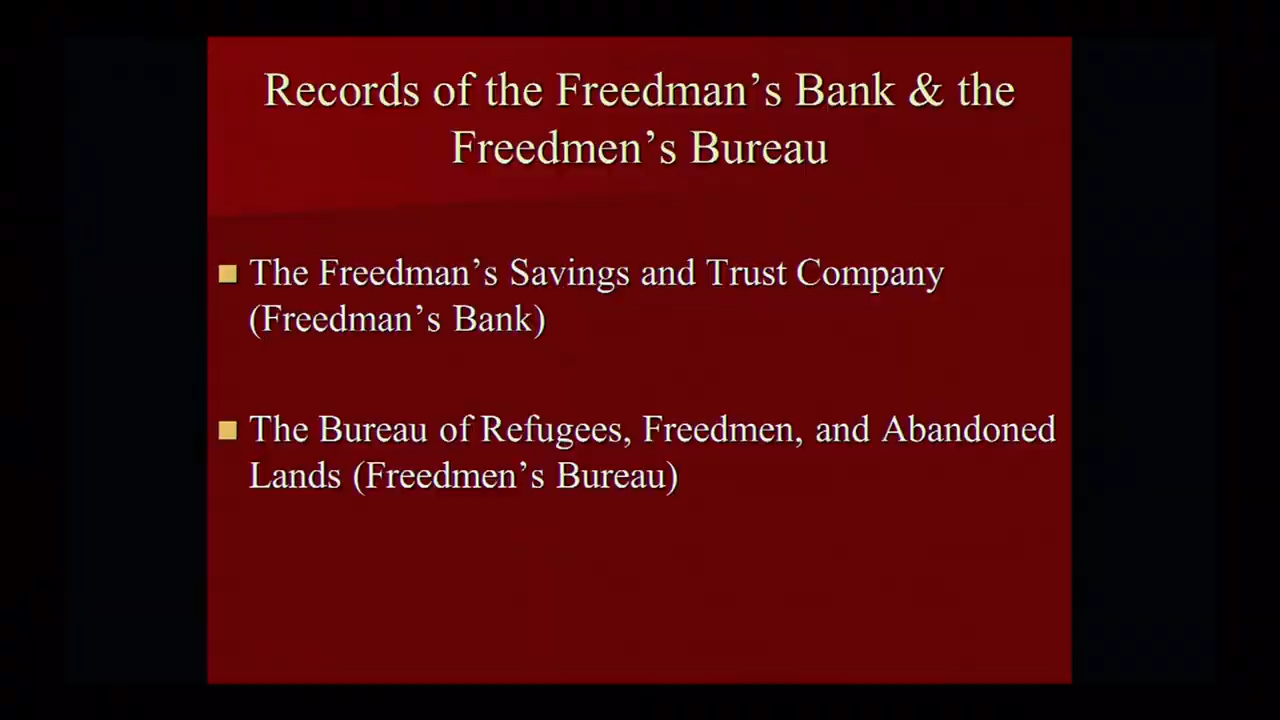 Records of the Freedman’s Bank & the
Freedmen’s Bureau
The Freedman’s Savings and Trust Company
(Freedman’s Bank)
The Bureau of Refugees, Freedmen, and Abandoned
Lands (Freedmen’s Bureau)